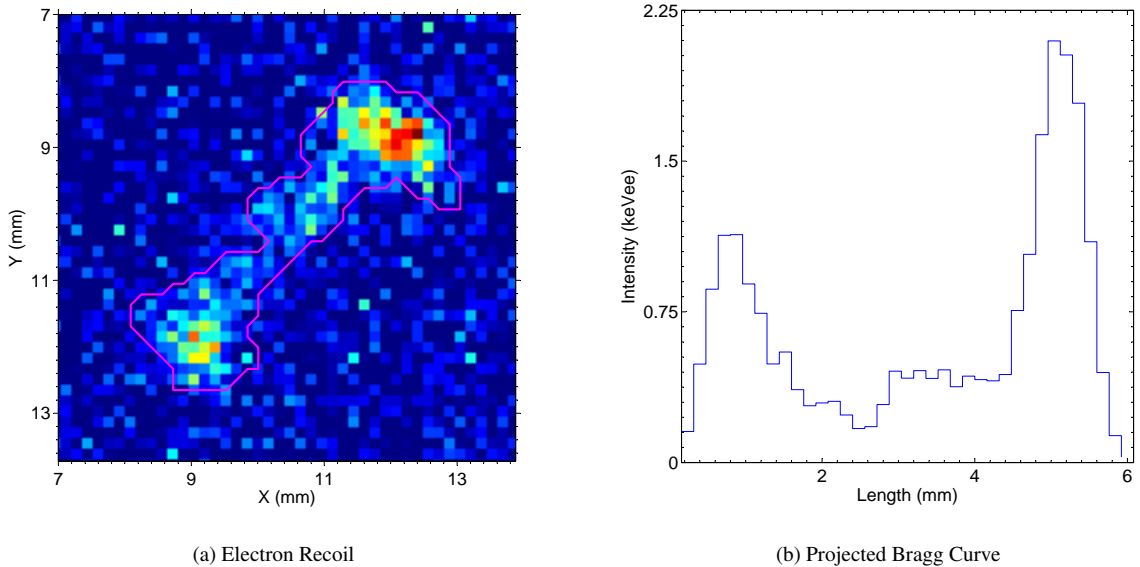 7
9
11
13
Y (mm)
7
9
11
13
X (mm)
(a) Electron Recoil
2.25
1.5
0.75
0
Intensity (keVee)
2
4
6
Length (mm)
(b) Projected Bragg Curve